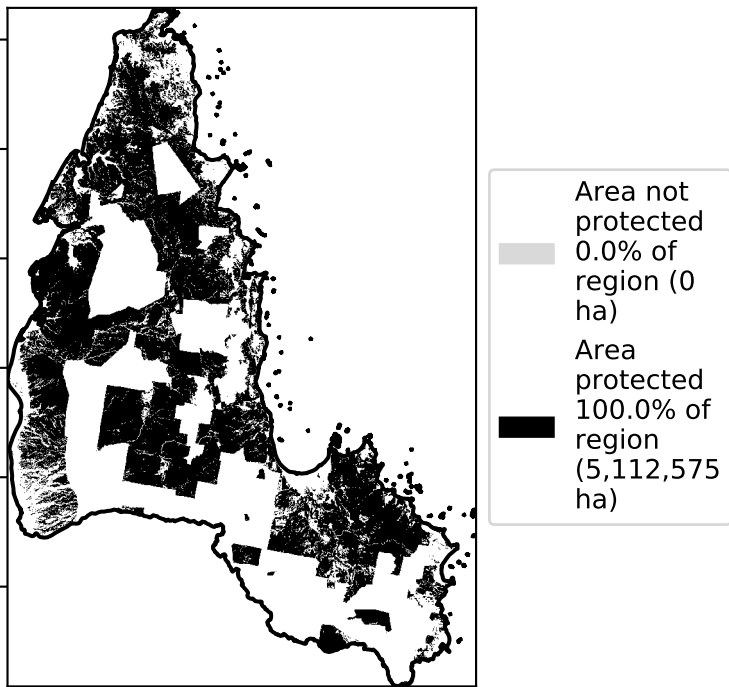 Area not
protected
0.0% of
region (0
ha)
Area
protected
100.0% of
region
(5,112,575
ha)